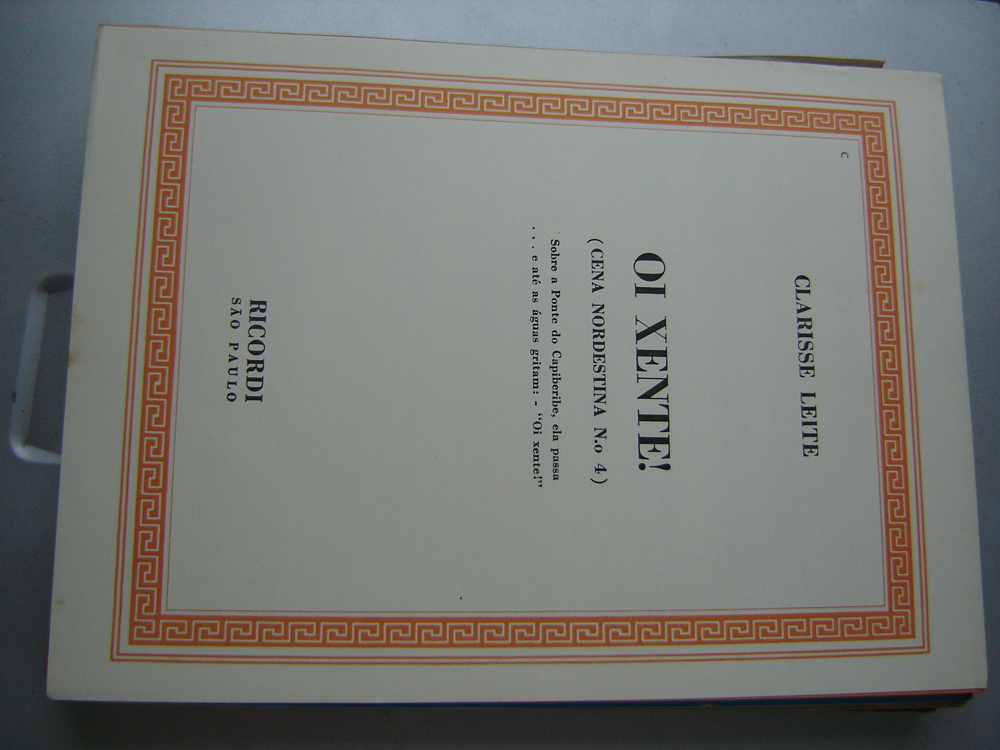 C
CLARISSE LEITE
OI XENTE!
(CENA NORDESTINA N.o 4)
Sobre a Ponte do Capiberibe, ela passa
. . . e até as águas gritam: - “Oi xente!”
RICORDI
SÃO PAULO